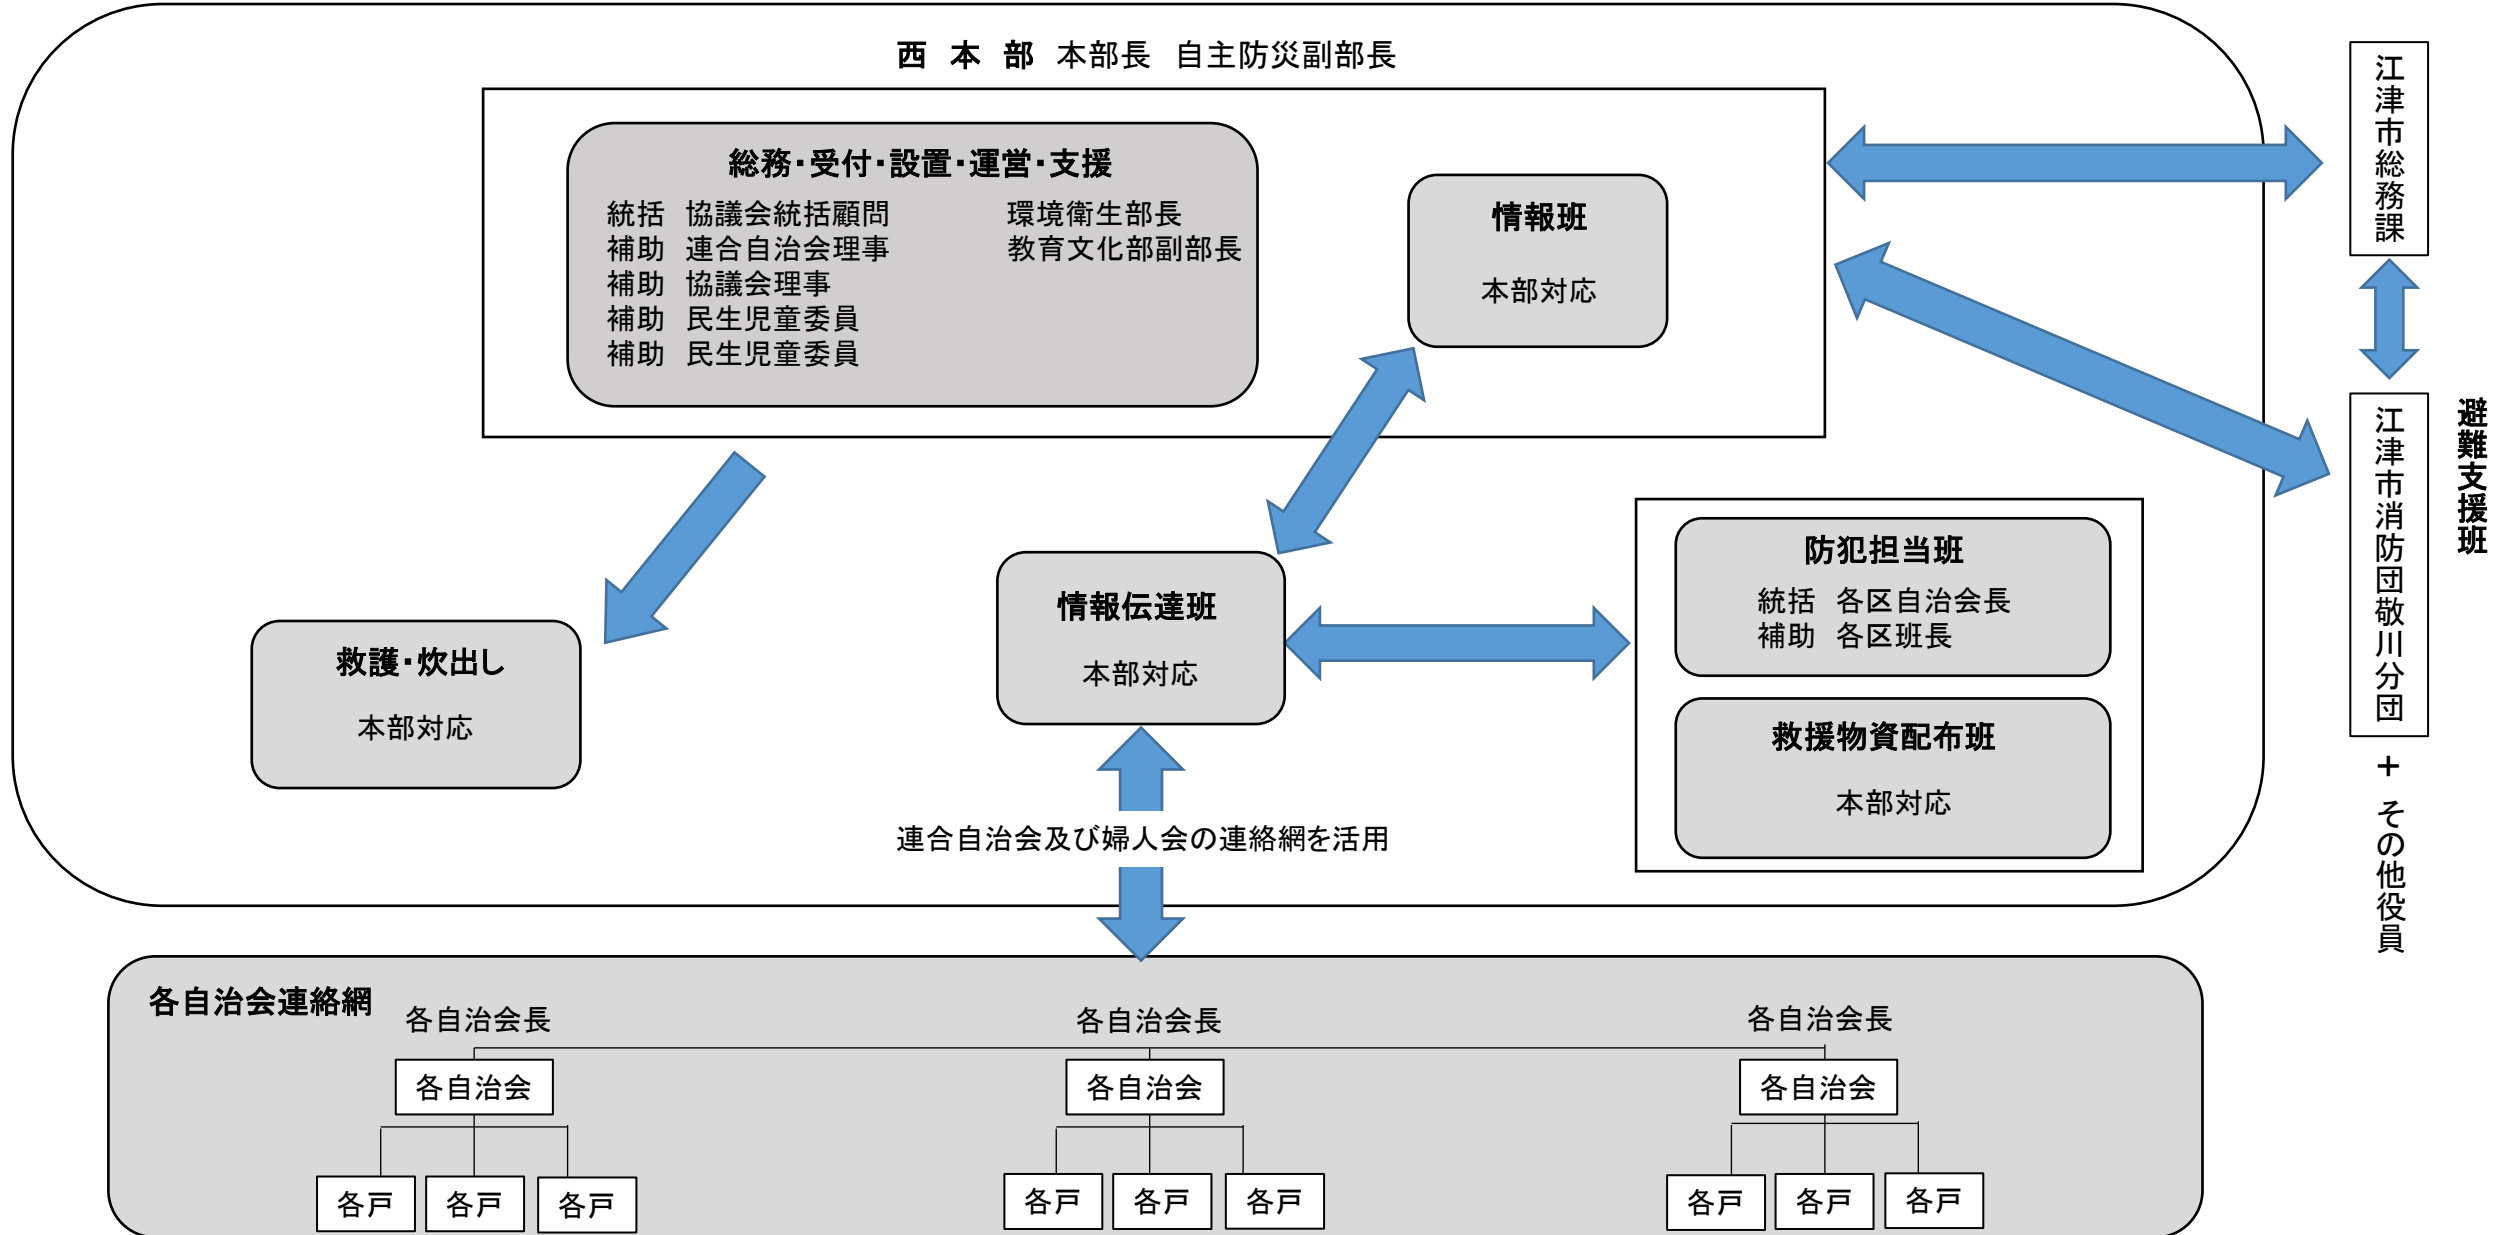 西 本 部 本部長 自主防災副部長
総務・受付・設置・運営・支援
統括 協議会統括顧問 環境衛生部長
補助 連合自治会理事 教育文化部副部長
補助 協議会理事
補助 民生児童委員
補助 民生児童委員
情報班
本部対応
江津市総務課
江津市消防団敬川分団
+ その他役員
避難支援班
救護・炊出し
本部対応
情報伝達班
本部対応
防犯担当班
統括 各区自治会長
補助 各区班長
救援物資配布班
本部対応
連合自治会及び婦人会の連絡網を活用
各自治会連絡網
各自治会長 各自治会長 各自治会長
各自治会 各自治会 各自治会
各戸 各戸 各戸 各戸 各戸 各戸 各戸 各戸 各戸